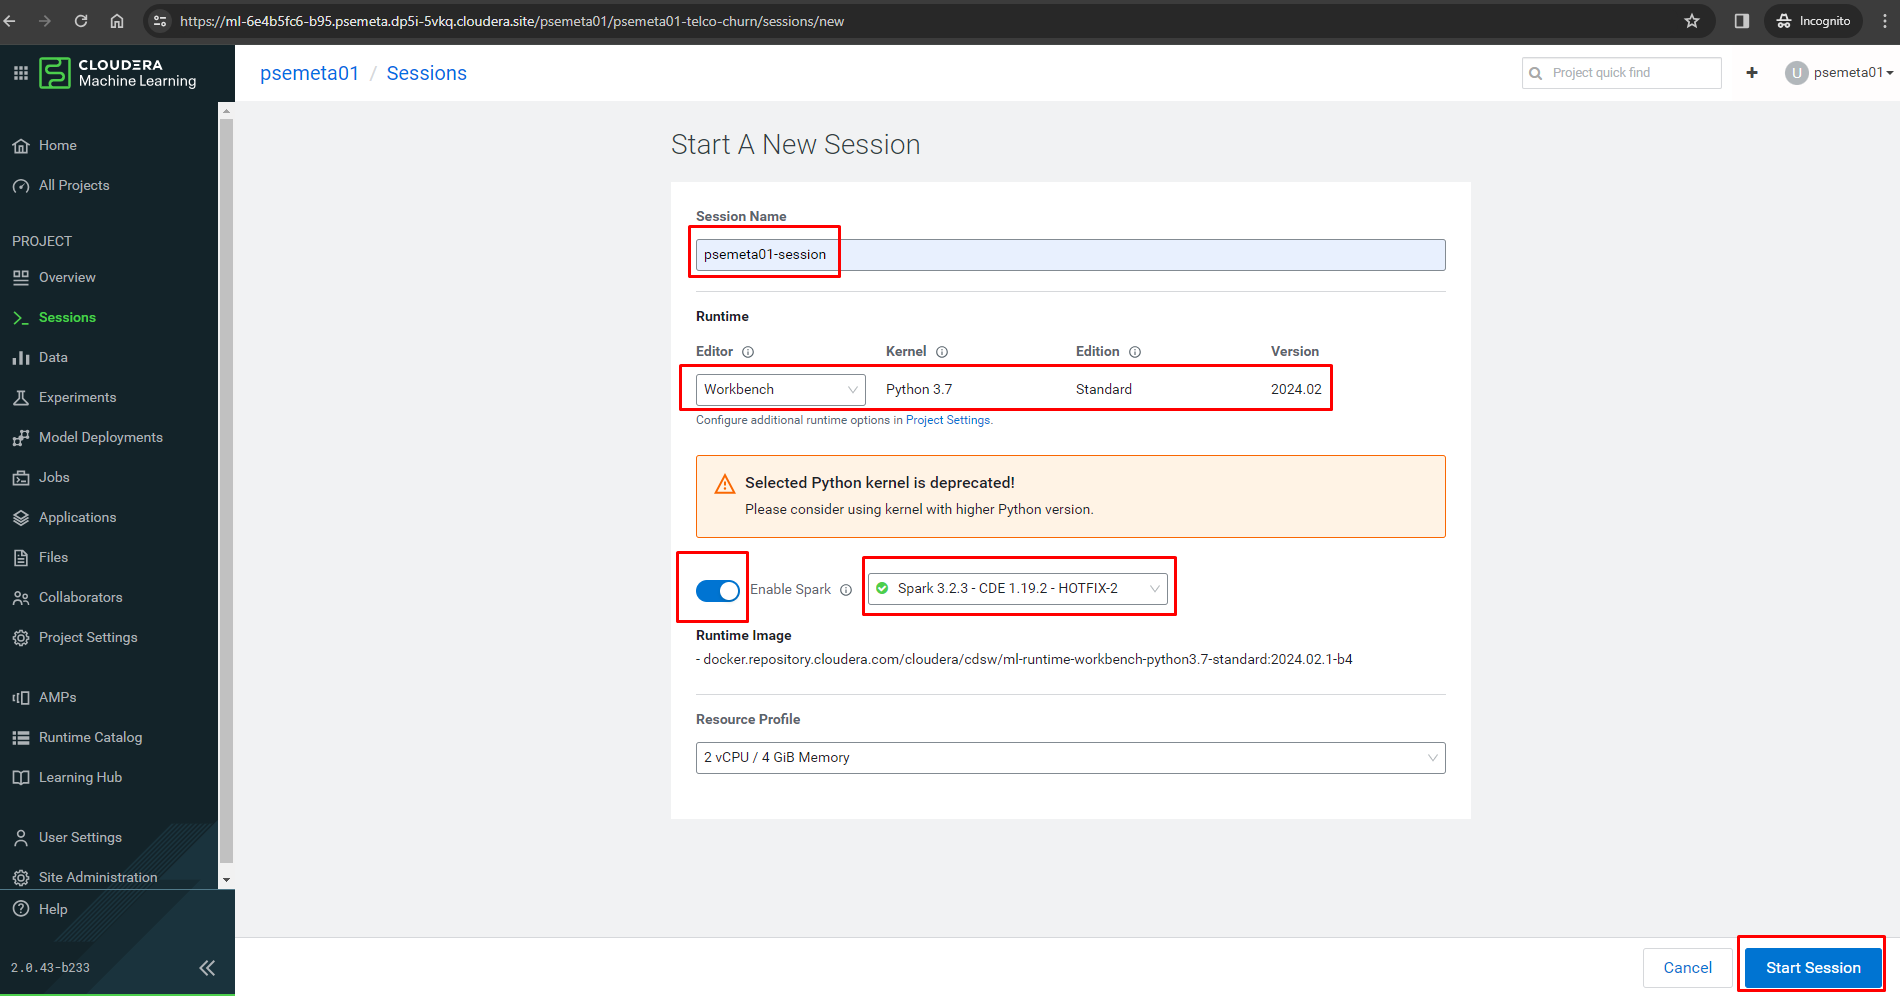 https://ml-6e4b5fc6-b95.psemeta.dp5i-5vkq.cloudera.site/psemeta01/psemeta01-telco-churn/sessions/new
Incognito
CLOUDERA
Machine Learning
psemeta01 / Sessions
Project quick find
+
U
psemeta01
Home
All Projects
PROJECT
Overview
Sessions
Data
Experiments
Model Deployments
Jobs
Applications
Files
Collaborators
Project Settings
AMPs
Runtime Catalog
Learning Hub
User Settings
Site Administration
Help
2.0.43-b233
Start A New Session
Session Name
psemeta01-session
Runtime
Editor Kernel Edition Version
Workbench Python 3.7 Standard 2024.02
Configure additional runtime options in Project Settings.
Selected Python kernel is deprecated!
Please consider using kernel with higher Python version.
Enable Spark Spark 3.2.3 - CDE 1.19.2 - HOTFIX-2
Runtime Image
- docker.repository.cloudera.com/cloudera/cdsw/ml-runtime-workbench-python3.7-standard:2024.02.1-b4
Resource Profile
2 vCPU / 4 GiB Memory
Cancel
Start Session